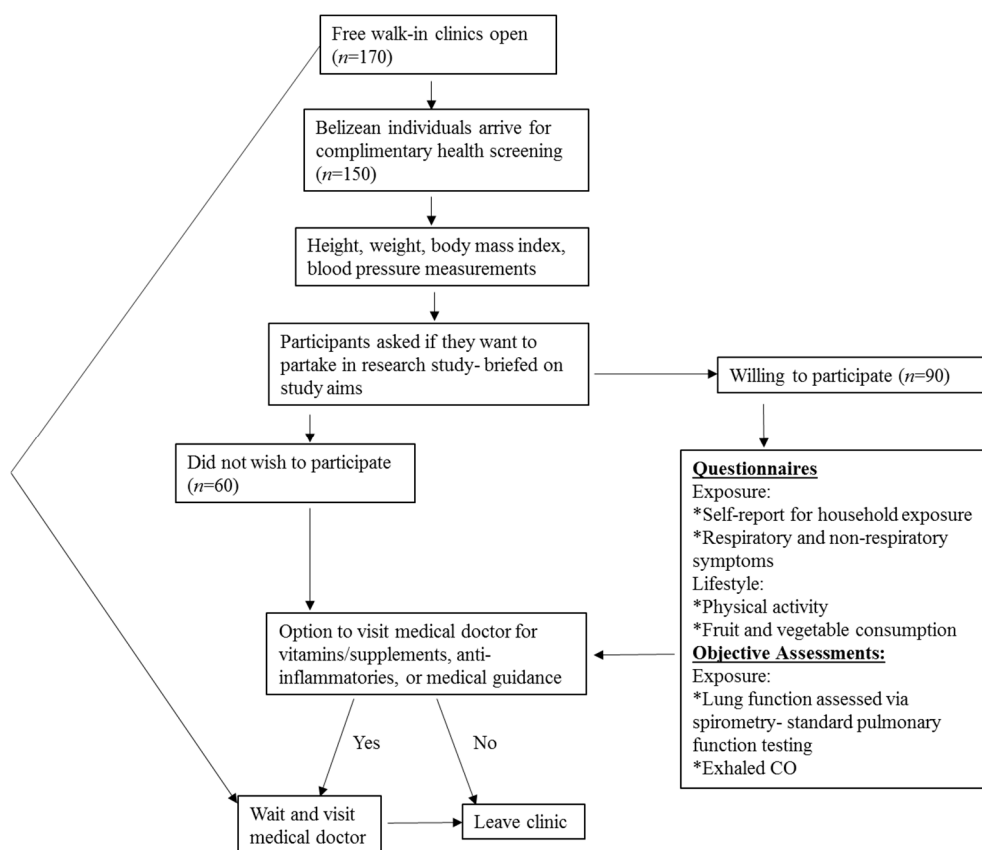 Free walk-in clinics open
(n=170)
Belizean individuals arrive for
complimentary health screening
(n=150)
Height, weight, body mass index,
blood pressure measurements
Participants asked if they want to
partake in research study- briefed on
study aims
Willing to participate (n=90)
Did not wish to participate
(n=60)
Questionnaires
Exposure:
*Self-report for household exposure
*Respiratory and non-respiratory
symptoms
Lifestyle:
*Physical activity
*Fruit and vegetable consumption
Objective Assessments:
Exposure:
*Lung function assessed via
spirometry- standard pulmonary
function testing
*Exhaled CO
Option to visit medical doctor for
vitamins/supplements, anti-
inflammatories, or medical guidance
Yes
No
Wait and visit
medical doctor
Leave clinic